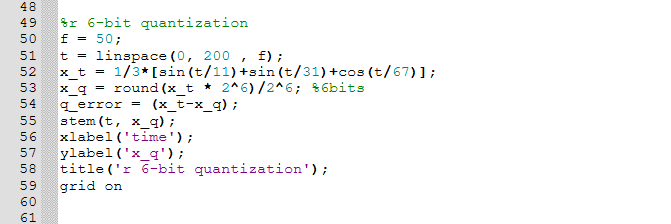 48
49 %r 6-bit quantization
50 f = 50;
51 t = linspace(0, 200 , f);
52 x_t = 1/3*[sin(t/11)+sin(t/31)+cos(t/67)];
53 x_q = round(x_t * 2^6)/2^6; %6bits
54 q_error = (x_t-x_q);
55 stem(t, x_q);
56 xlabel('time');
57 ylabel('x_q');
58 title('r 6-bit quantization');
59 grid on
60
61